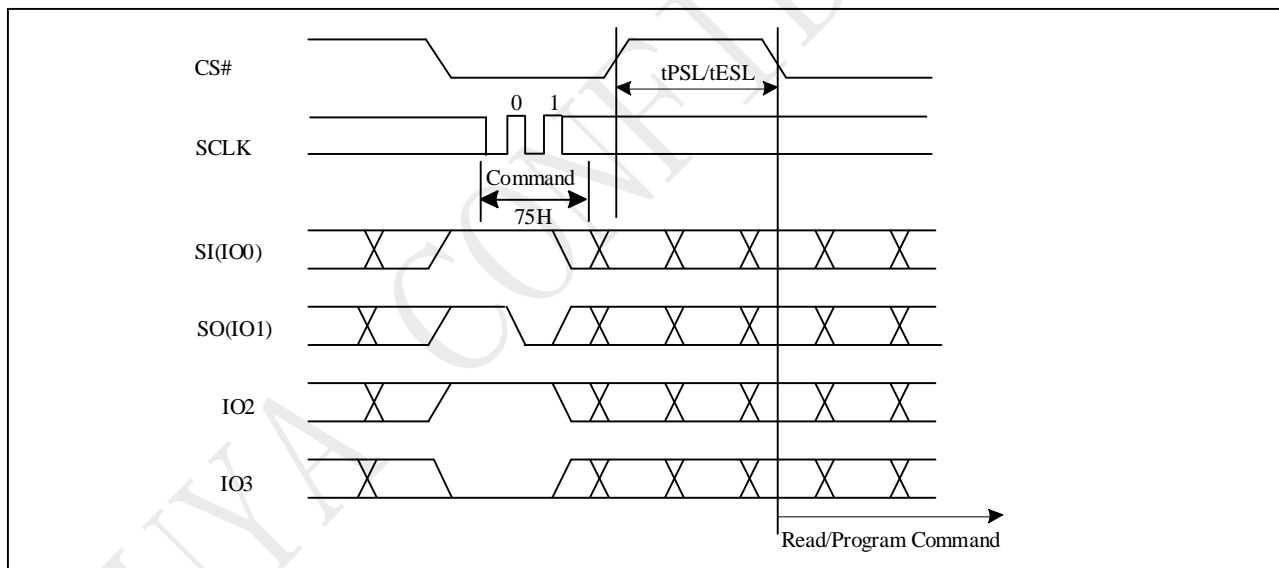 CS#
tPSL/tESL
0 1
SCLK
Command
75H
SI(IO0)
SO(IO1)
IO2
IO3
Read/Program Command